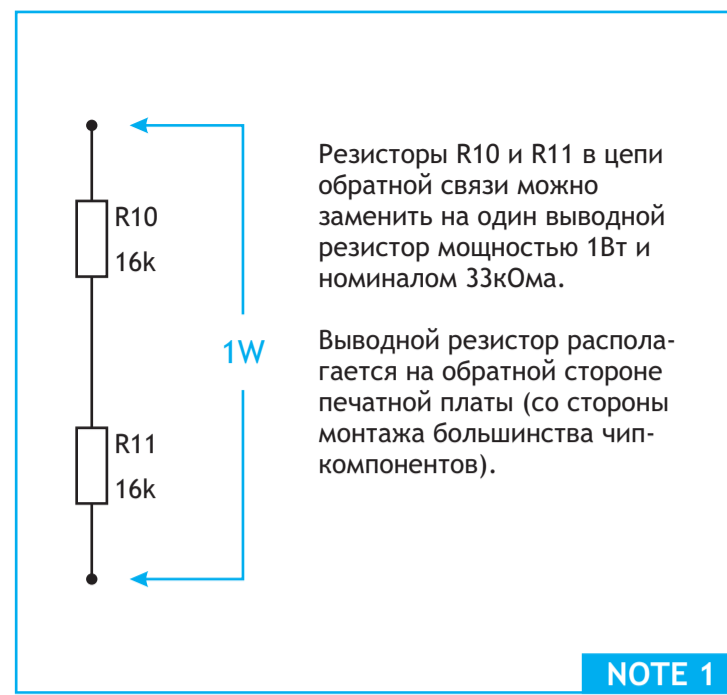 R10
16k
1W
R11
16k
Резисторы R10 и R11 в цепи
обратной связи можно
заменить на один выводной
резистор мощностью 1Вт и
номиналом 33кОма.
Выводной резистор распола-
гается на обратной стороне
печатной платы (со стороны
монтажа большинства чип-
компонентов).
NOTE 1